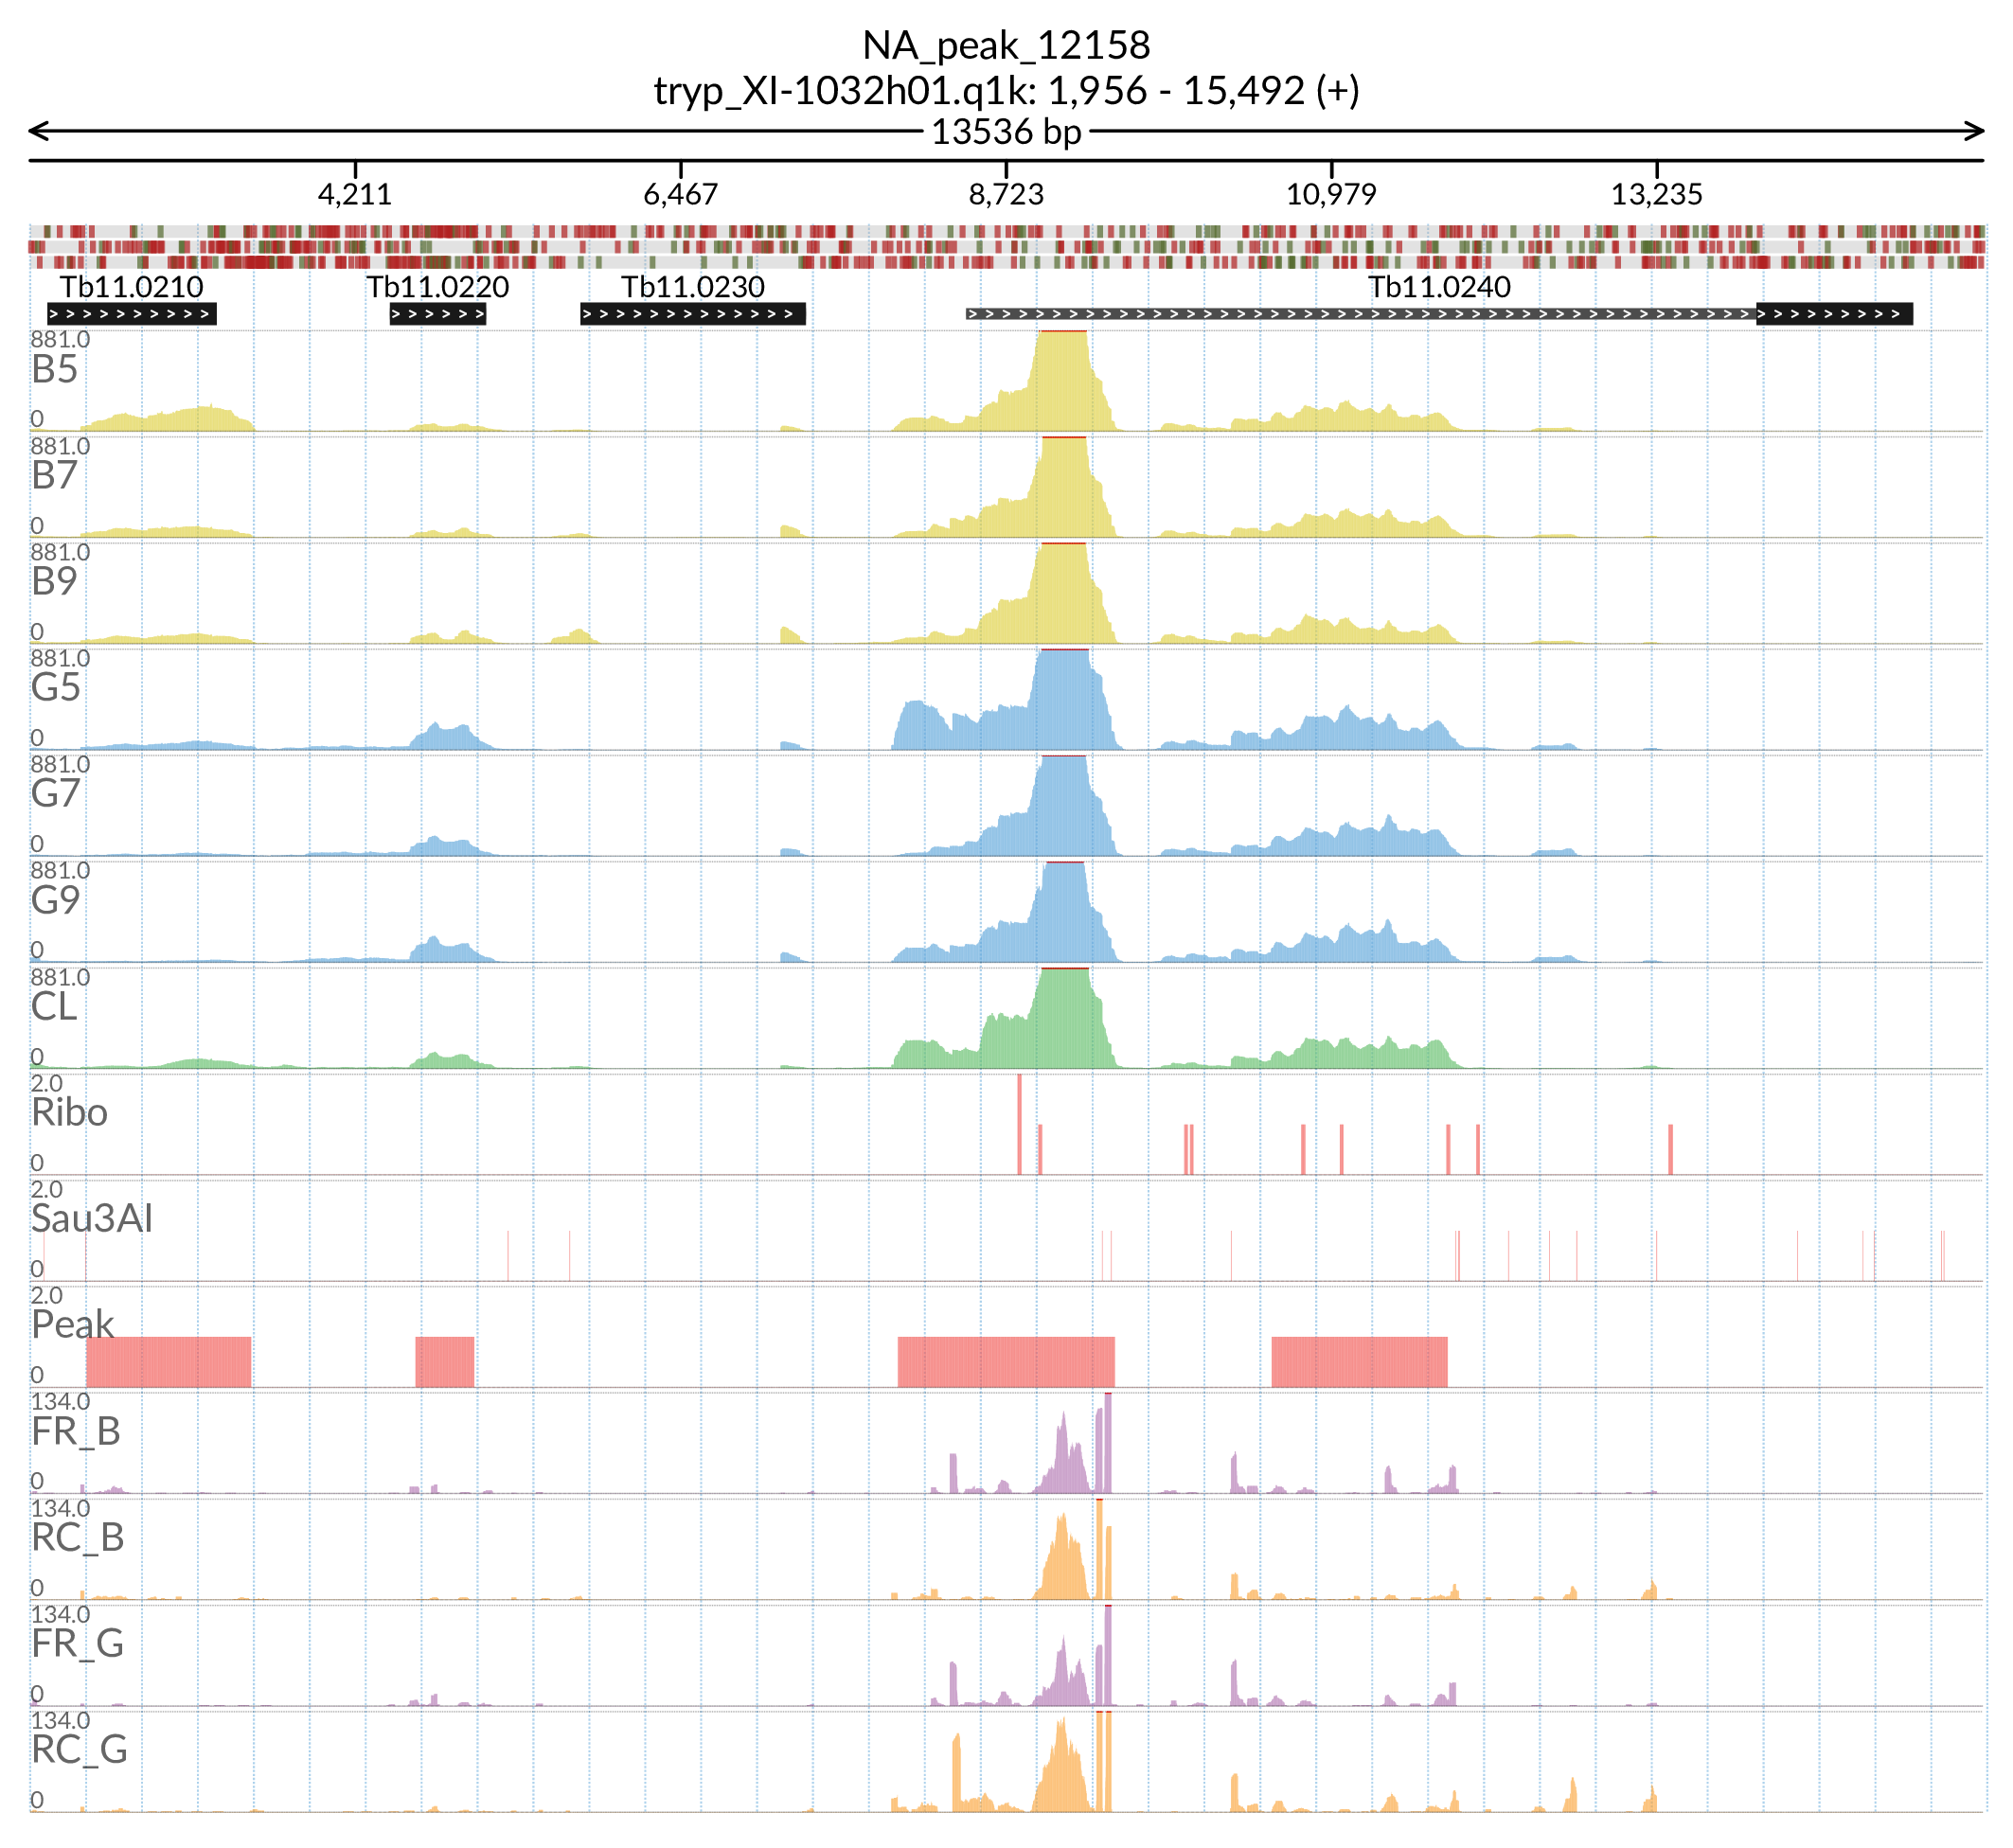 NA_peak_12158
tryp_XI-1032h01.q1k: 1,956 - 15,492 (+)
13536 bp
4,211 6,467 8,723 10,979 13,235
Tb11.0210 Tb11.0220 Tb11.0230 Tb11.0240
881.0
B5
0
881.0
B7
0
881.0
B9
0
881.0
G5
0
881.0
G7
0
881.0
G9
0
881.0
CL
0
2.0
Ribo
0
2.0
Sau3AI
0
2.0
Peak
0
134.0
FR_B
0
134.0
RC_B
0
134.0
FR_G
0
134.0
RC_G
0